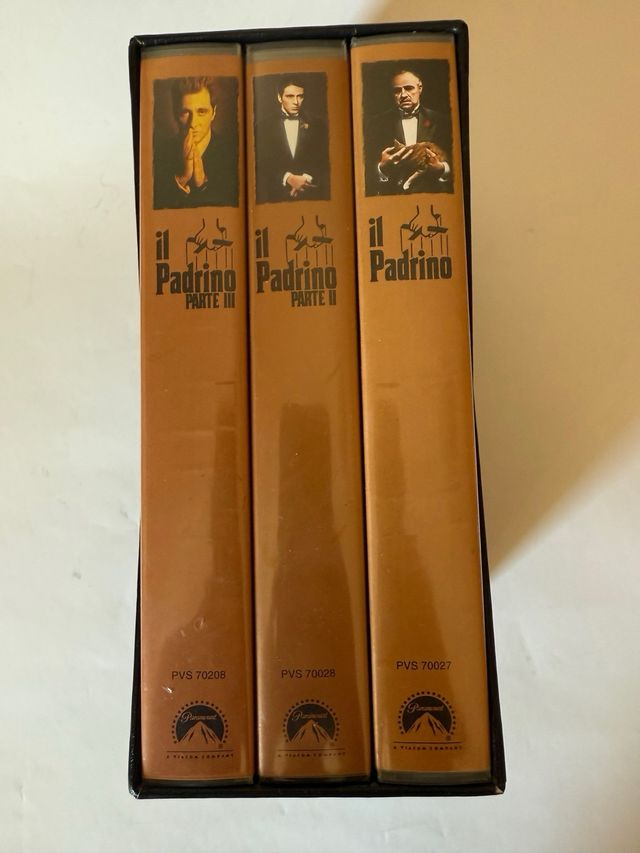 il
Padrino
PARTE III
PVS 70208
Paramount
A VIACOM COMPANY
il
Padrino
PARTE II
PVS 70028
Paramount
A VIACOM COMPANY
il
Padrino
PVS 70027
Paramount
A VIACOM COMPANY